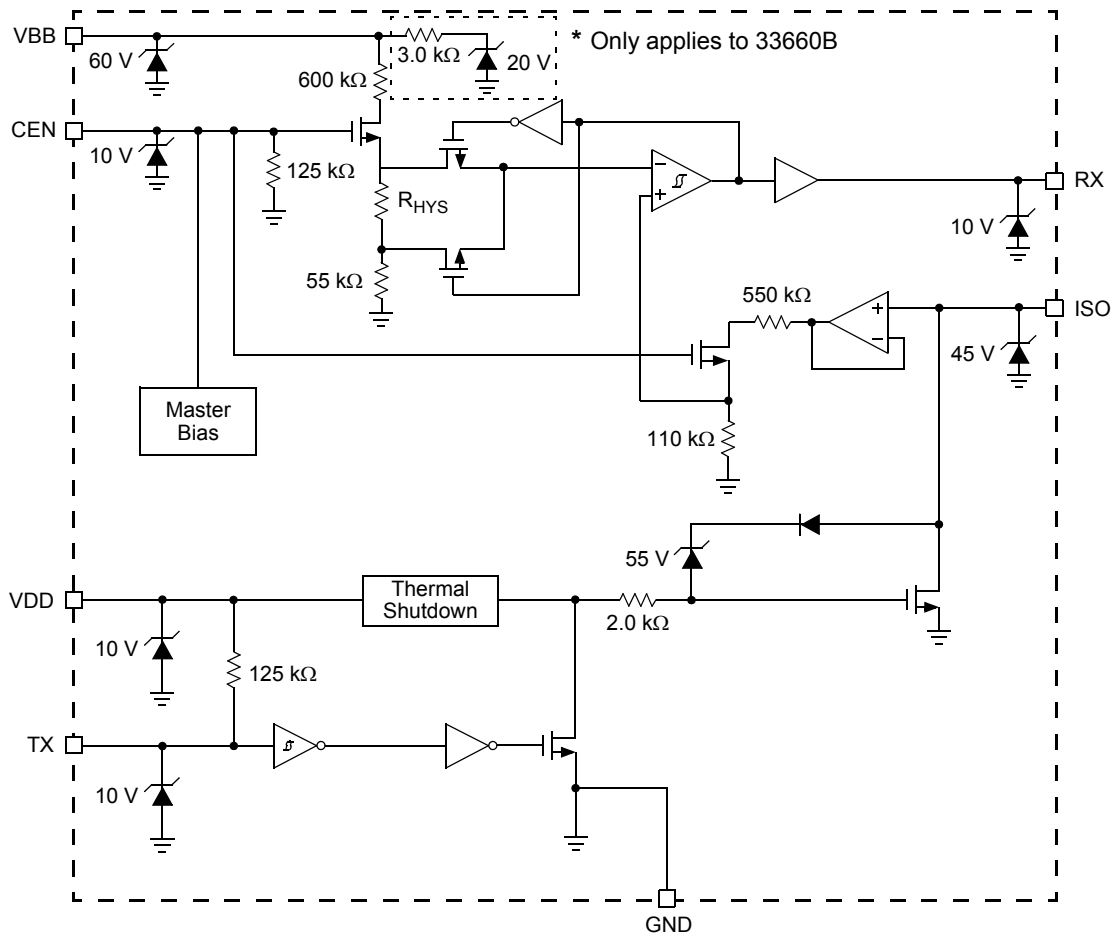 VBB
3.0 kΩ
* Only applies to 33660B
60 V
20 V
600 kΩ
CEN
10 V
125 kΩ
RHYS
RX
10 V
55 kΩ
550 kΩ
ISO
45 V
Master
Bias
110 kΩ
55 V
VDD
Thermal
Shutdown
2.0 kΩ
10 V
125 kΩ
TX
10 V
GND